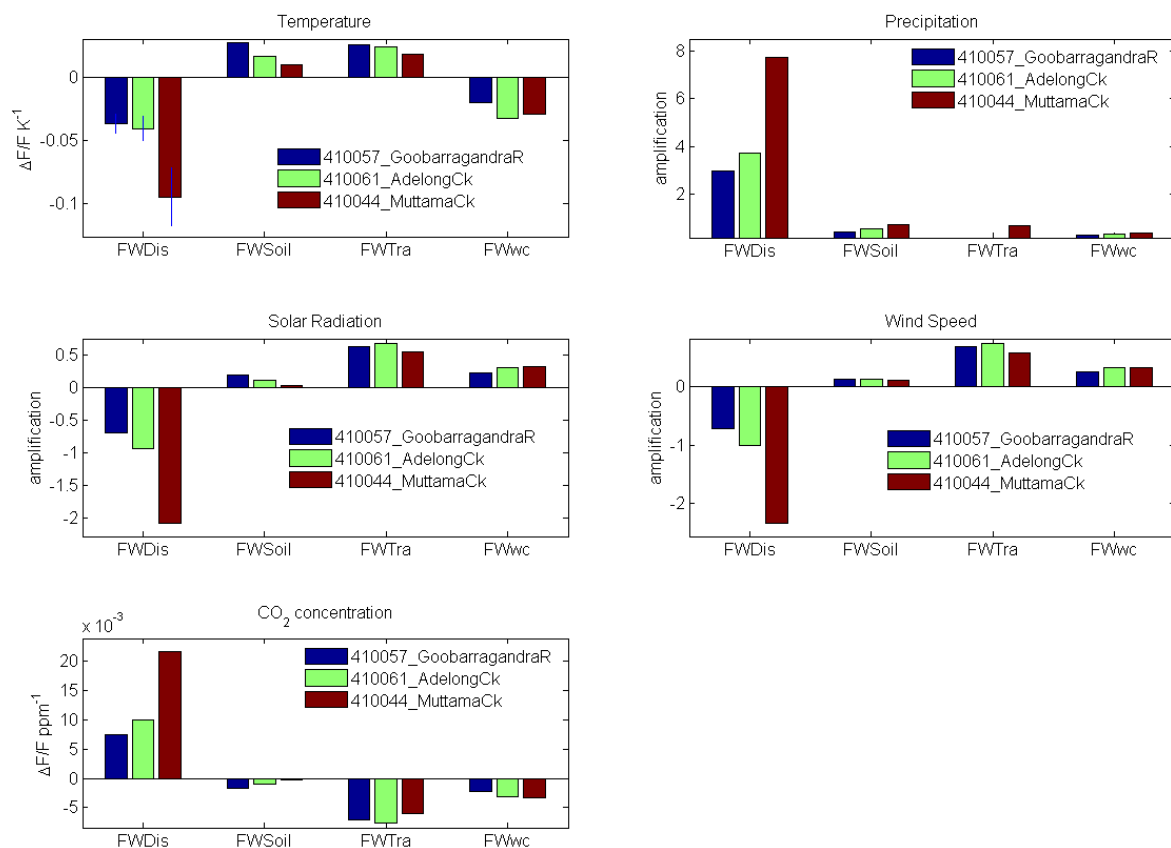 Temperature
0
-0.05
-0.1
ΔF/F K⁻¹
410057_GoobarragandraR
410061_AdelongCk
410044_MuttamaCk
FWDis FWSoil FWTra FWwc
Precipitation
8
6
4
2
amplification
410057_GoobarragandraR
410061_AdelongCk
410044_MuttamaCk
FWDis FWSoil FWTra FWwc
Solar Radiation
0.5
0
-0.5
-1
-1.5
-2
amplification
410057_GoobarragandraR
410061_AdelongCk
410044_MuttamaCk
FWDis FWSoil FWTra FWwc
Wind Speed
0
-1
-2
amplification
410057_GoobarragandraR
410061_AdelongCk
410044_MuttamaCk
FWDis FWSoil FWTra FWwc
CO₂ concentration
x 10⁻³
20
15
10
5
0
-5
ΔF/F ppm⁻¹
410057_GoobarragandraR
410061_AdelongCk
410044_MuttamaCk
FWDis FWSoil FWTra FWwc